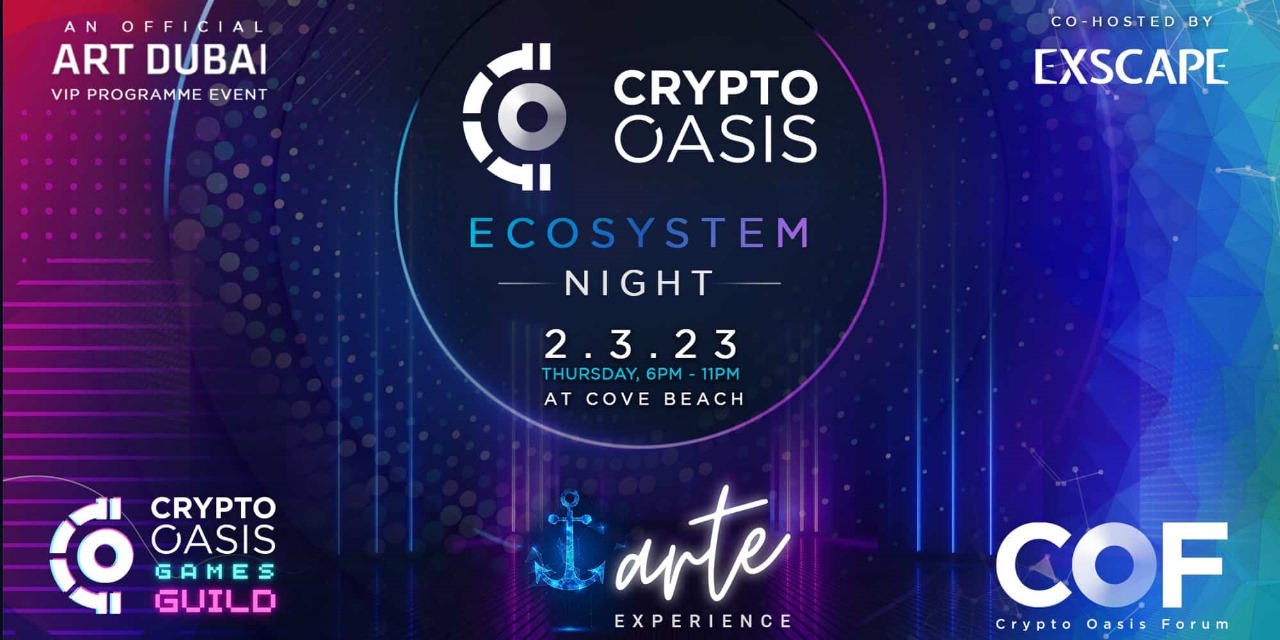 AN OFFICIAL
ART DUBAI
VIP PROGRAMME EVENT
CRYPTO
OASIS
ECOSYSTEM
NIGHT
2.3.23
THURSDAY, 6PM - 11PM
AT COVE BEACH
CO-HOSTED BY
EXSCAPE
CRYPTO
OASIS
GAMES
GUILD
arte
EXPERIENCE
COF
Crypto Oasis Forum